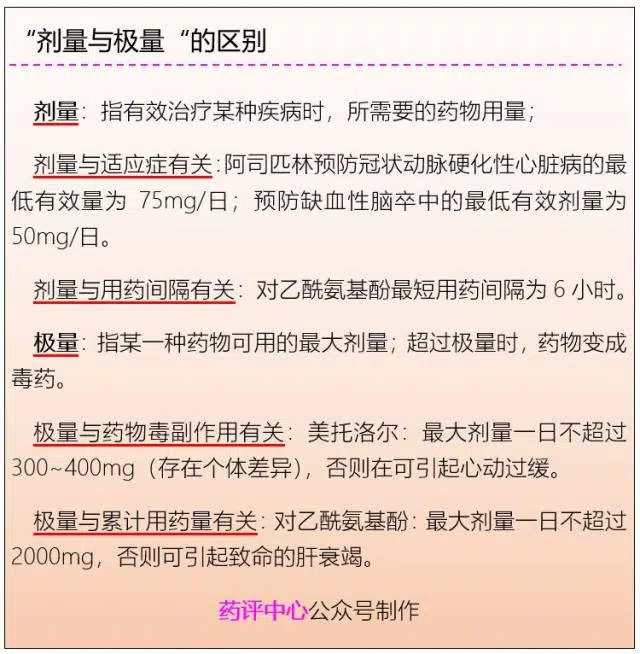 “剂量与极量“的区别
剂量：指有效治疗某种疾病时，所需要的药物用量；
剂量与适应症有关:阿司匹林预防冠状动脉硬化性心脏病的最
低有效量为 75mg/日；预防缺血性脑卒中的最低有效剂量为
50mg/日。
剂量与用药间隔有关：对乙酰氨基酚最短用药间隔为 6 小时。
极量：指某一种药物可用的最大剂量；超过极量时，药物变成
毒药。
极量与药物毒副作用有关：美托洛尔：最大剂量一日不超过
300~400mg（存在个体差异），否则在可引起心动过缓。
极量与累计用药量有关：对乙酰氨基酚：最大剂量一日不超过
2000mg，否则可引起致命的肝衰竭。
药评中心公众号制作